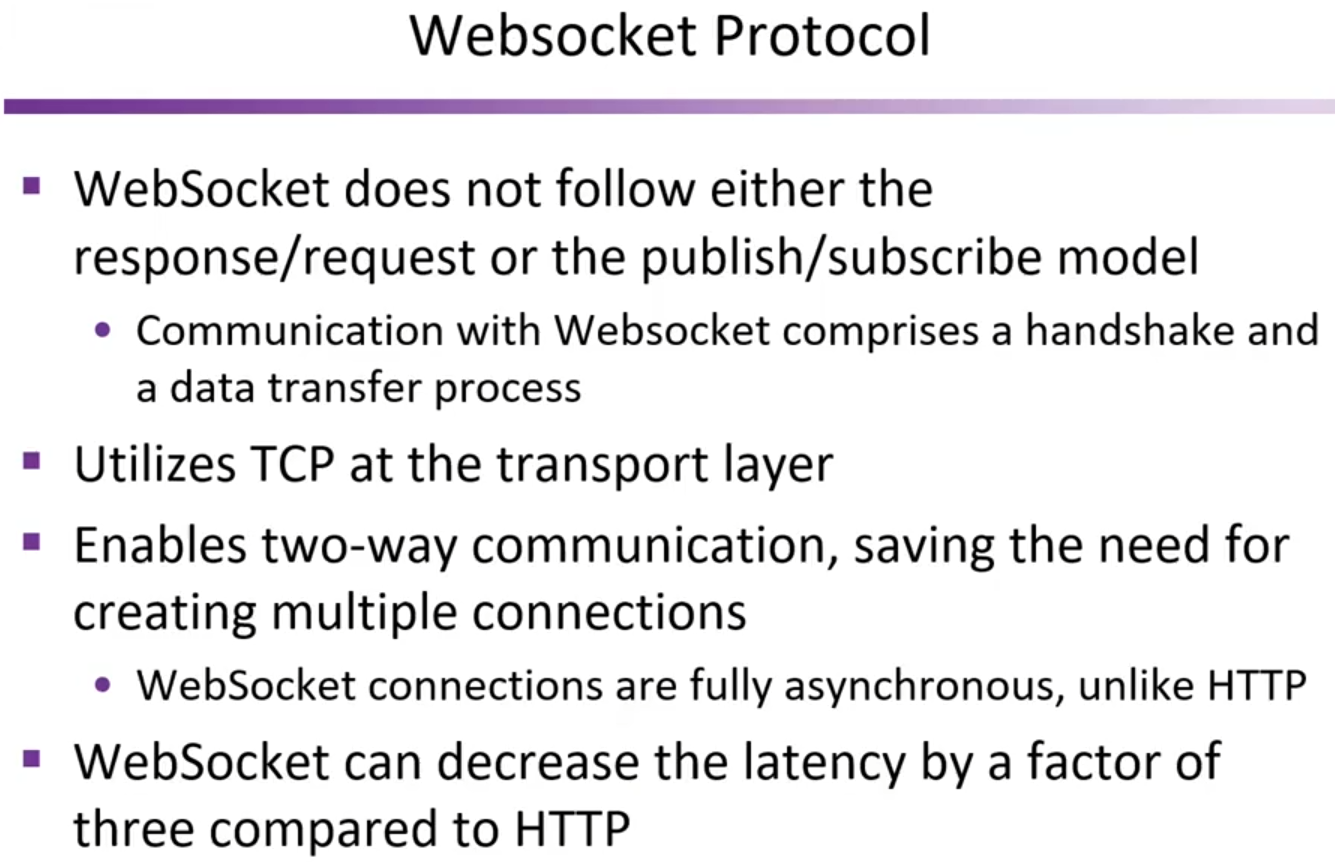 Websocket Protocol
WebSocket does not follow either the
response/request or the publish/subscribe model
Communication with Websocket comprises a handshake and
a data transfer process
Utilizes TCP at the transport layer
Enables two-way communication, saving the need for
creating multiple connections
WebSocket connections are fully asynchronous, unlike HTTP
WebSocket can decrease the latency by a factor of
three compared to HTTP